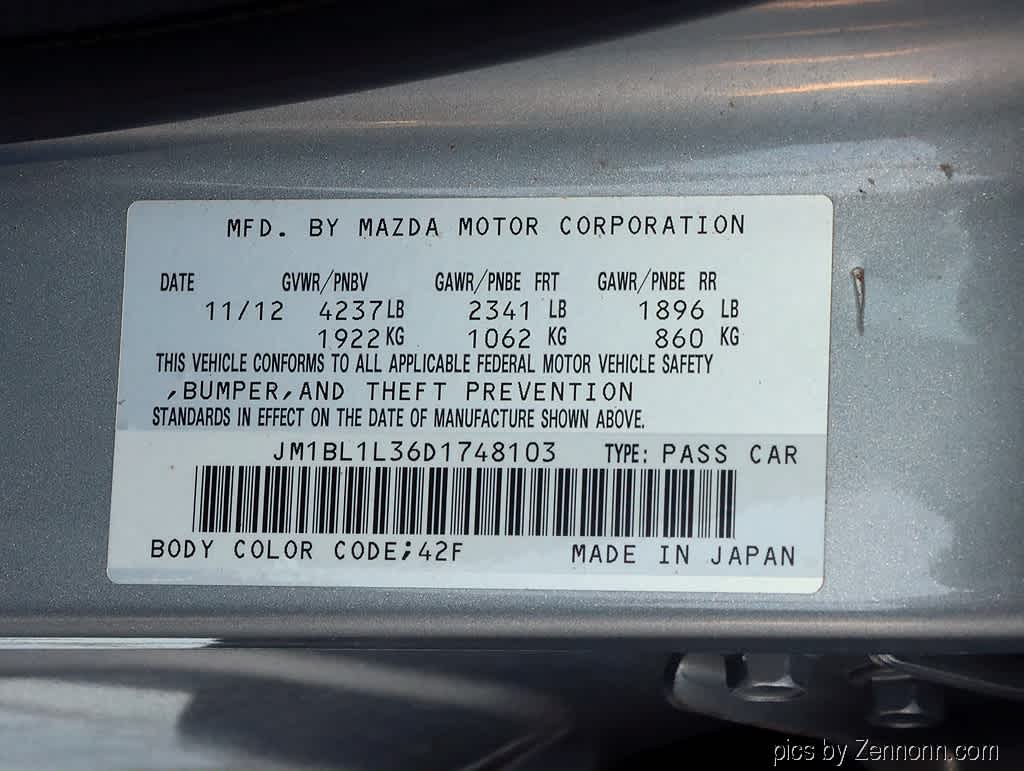 MFD. BY MAZDA MOTOR CORPORATION
DATE GVWR/PNBV GAWR/PNBE FRT GAWR/PNBE RR
11/12 4237LB 2341 LB 1896 LB
1922KG 1062 KG 860 KG
THIS VEHICLE CONFORMS TO ALL APPLICABLE FEDERAL MOTOR VEHICLE SAFETY
,BUMPER,AND THEFT PREVENTION
STANDARDS IN EFFECT ON THE DATE OF MANUFACTURE SHOWN ABOVE.
JM1BL1L36D1748103 TYPE: PASS CAR
BODY COLOR CODE;42F MADE IN JAPAN
pics by Zennonn.com